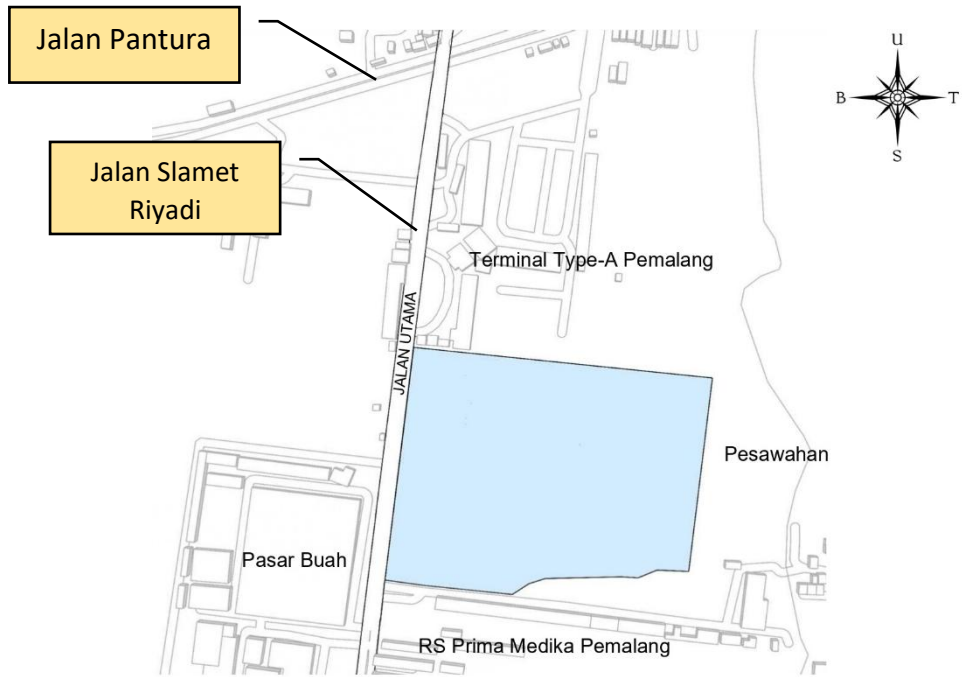 Jalan Pantura
U
B
T
S
Jalan Slamet
Riyadi
Terminal Type-A Pemalang
JALAN UTAMA
Pesawahan
Pasar Buah
RS Prima Medika Pemalang